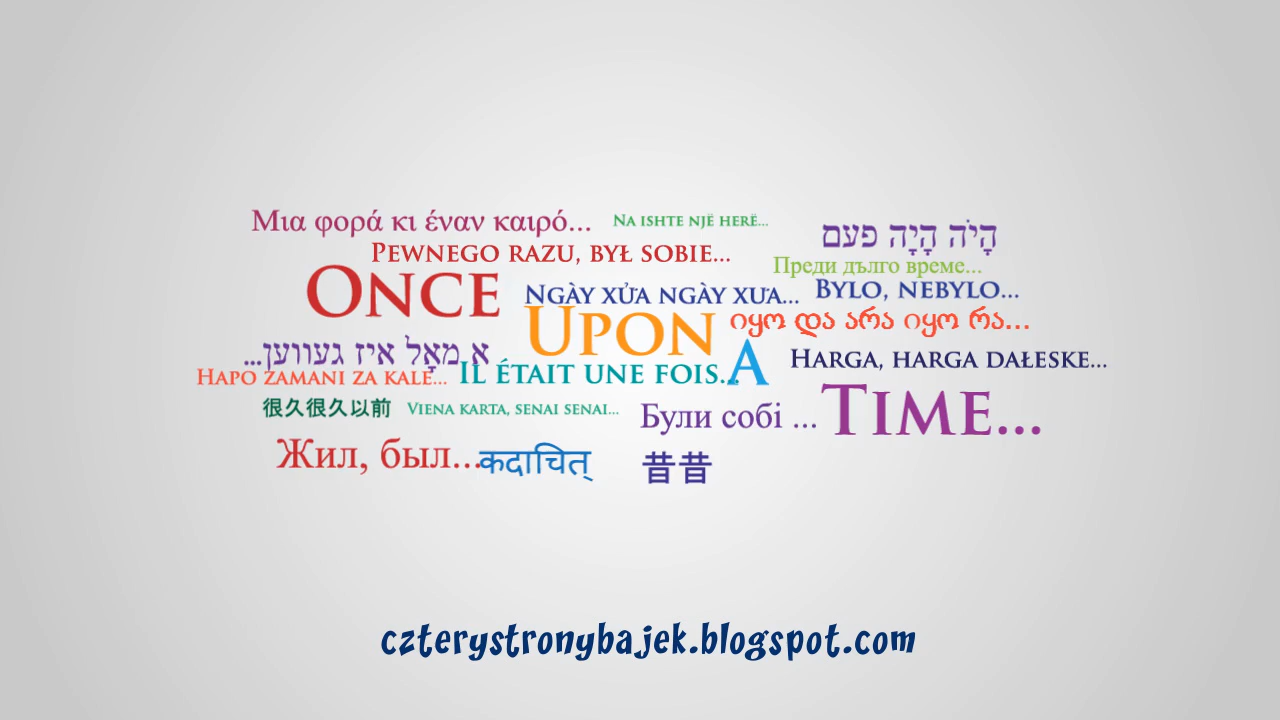 Μια φορά κι έναν καιρό...
Na ishte një herë...
הָיֹה הָיָה פעם
Pewnego razu, był sobie...
Преди дълго време...
Once
Ngày xửa ngày xưa...
Bylo, nebylo...
Upon
იყო და არა იყო რა...
א מאָל איז געווען...
A
Harga, harga dałeske...
Hapo zamani za kale...
Il était une fois...
Time...
很久很久以前
Viena karta, senai senai...
Були собі ...
Жил, был...
कदाचित्
昔昔
czterystronybajek.blogspot.com